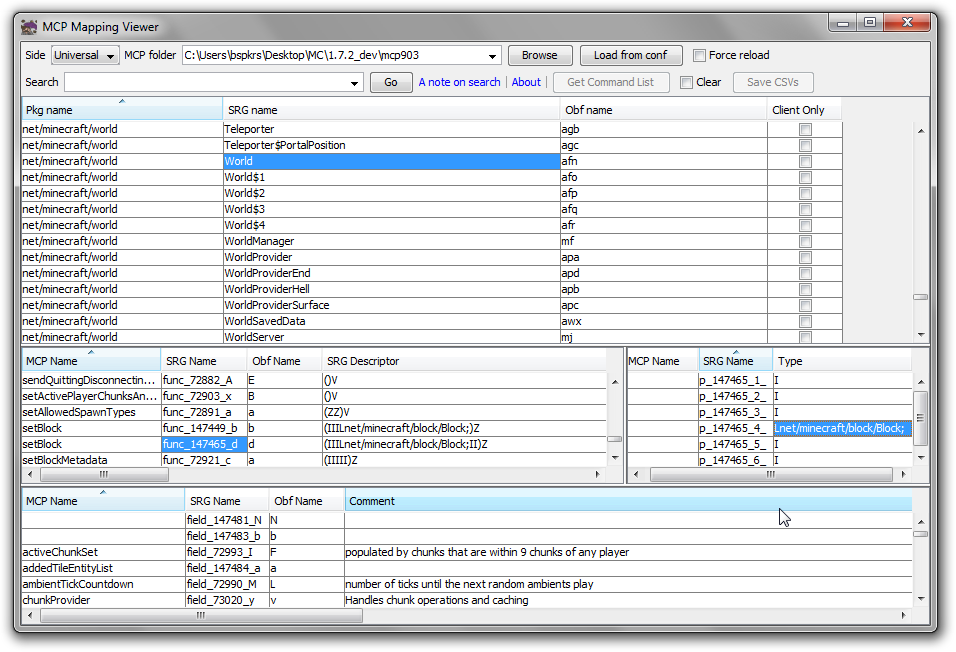 MCP Mapping Viewer
Side Universal MCP folder C:\Users\bspkrs\Desktop\MC\1.7.2_dev\mcp903 Browse Load from conf Force reload
Search Go A note on search | About | Get Command List Clear Save CSVs
Pkg name SRG name Obf name Client Only
net/minecraft/world Teleporter agb
net/minecraft/world Teleporter$PortalPosition agc
net/minecraft/world World afn
net/minecraft/world World$1 afo
net/minecraft/world World$2 afp
net/minecraft/world World$3 afq
net/minecraft/world World$4 afr
net/minecraft/world WorldManager mf
net/minecraft/world WorldProvider apa
net/minecraft/world WorldProviderEnd apd
net/minecraft/world WorldProviderHell apb
net/minecraft/world WorldProviderSurface apc
net/minecraft/world WorldSavedData awx
net/minecraft/world WorldServer mj
MCP Name SRG Name Obf Name SRG Descriptor
sendQuittingDisconnectin... func_72882_A E ()V
setActivePlayerChunksAn... func_72903_x B ()V
setAllowedSpawnTypes func_72891_a a (ZZ)V
setBlock func_147449_b b (IIILnet/minecraft/block/Block;)Z
setBlock func_147465_d d (IIILnet/minecraft/block/Block;II)Z
setBlockMetadata func_72921_c a (IIIII)Z
MCP Name SRG Name Type
p_147465_1_ I
p_147465_2_ I
p_147465_3_ I
p_147465_4_ Lnet/minecraft/block/Block;
p_147465_5_ I
p_147465_6_ I
MCP Name SRG Name Obf Name Comment
field_147481_N N
field_147483_b b
activeChunkSet field_72993_I F populated by chunks that are within 9 chunks of any player
addedTileEntityList field_147484_a a
ambientTickCountdown field_72990_M L number of ticks until the next random ambients play
chunkProvider field_73020_y v Handles chunk operations and caching